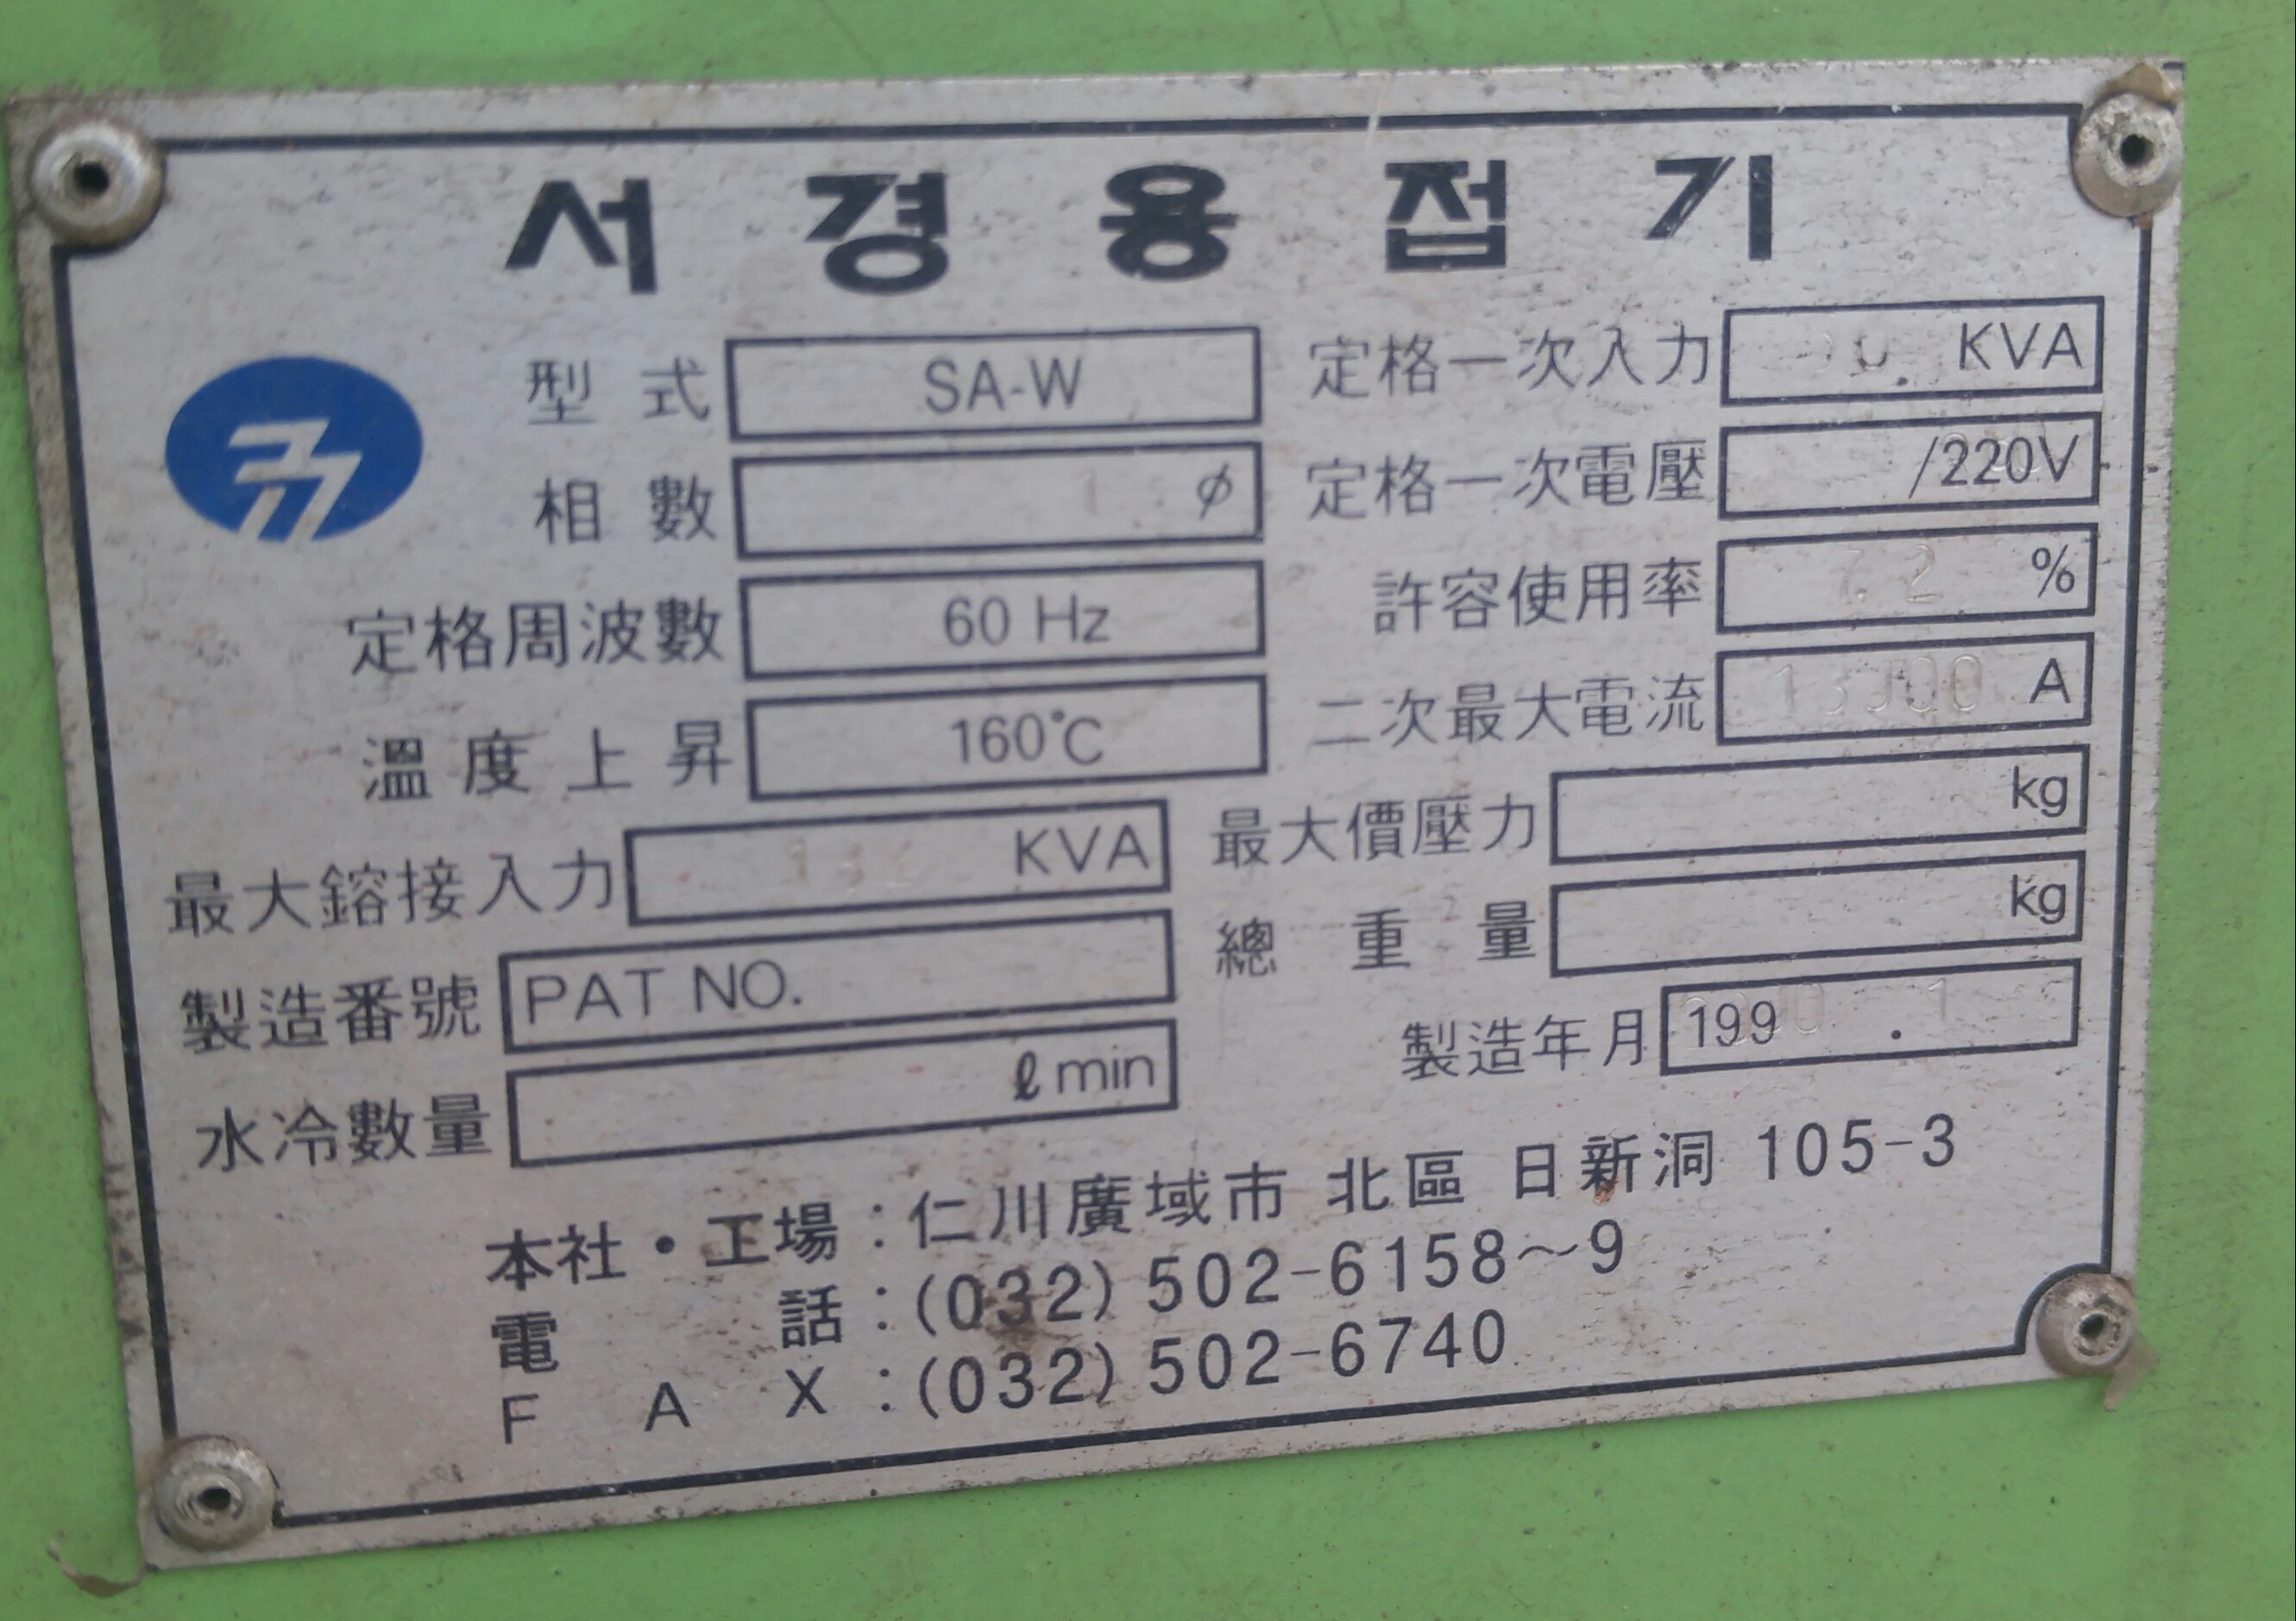 서경용접기
型式 SA-W
定格一次入力 KVA
相數 1 ø
定格一次電壓 /220V
定格周波數 60 Hz
許容使用率 7.2 %
溫度上昇 160℃
二次最大電流 13000 A
最大鎔接入力 KVA
最大價壓力 kg
製造番號 PAT NO.
總重量 kg
水冷數量 ℓ min
製造年月 199 .
本社・工場 : 仁川廣域市 北區 日新洞 105-3
電話 : (032) 502-6158~9
FAX : (032) 502-6740